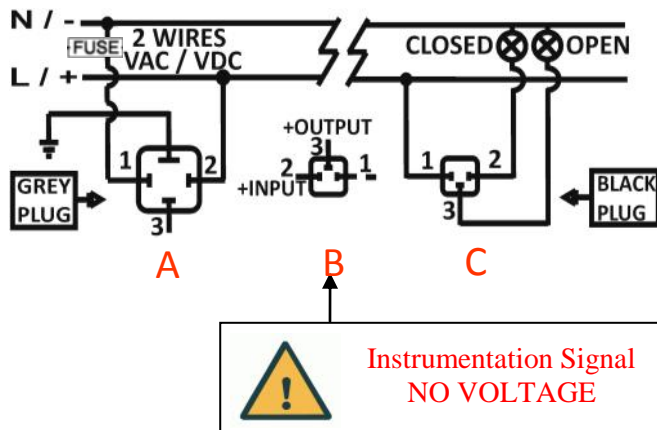 N / -
FUSE
2 WIRES
VAC / VDC
CLOSED
OPEN
L / +
+OUTPUT
3
1
2
2
1
+INPUT
1
2
GREY
PLUG
3
3
BLACK
PLUG
A
B
C
Instrumentation Signal
NO VOLTAGE